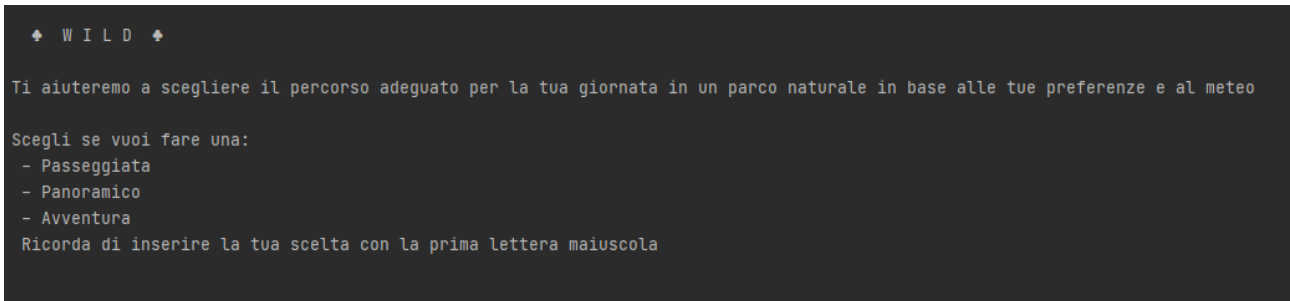 ♣ W I L D ♣
Ti aiuteremo a scegliere il percorso adeguato per la tua giornata in un parco naturale in base alle tue preferenze e al meteo
Scegli se vuoi fare una:
- Passeggiata
- Panoramico
- Avventura
Ricorda di inserire la tua scelta con la prima lettera maiuscola